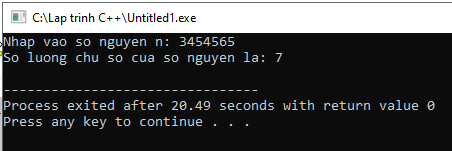 C:\Lap trinh C++\Untitled1.exe
Nhap vao so nguyen n: 3454565
So luong chu so cua so nguyen la: 7
--------------------------------
Process exited after 20.49 seconds with return value 0
Press any key to continue . . .